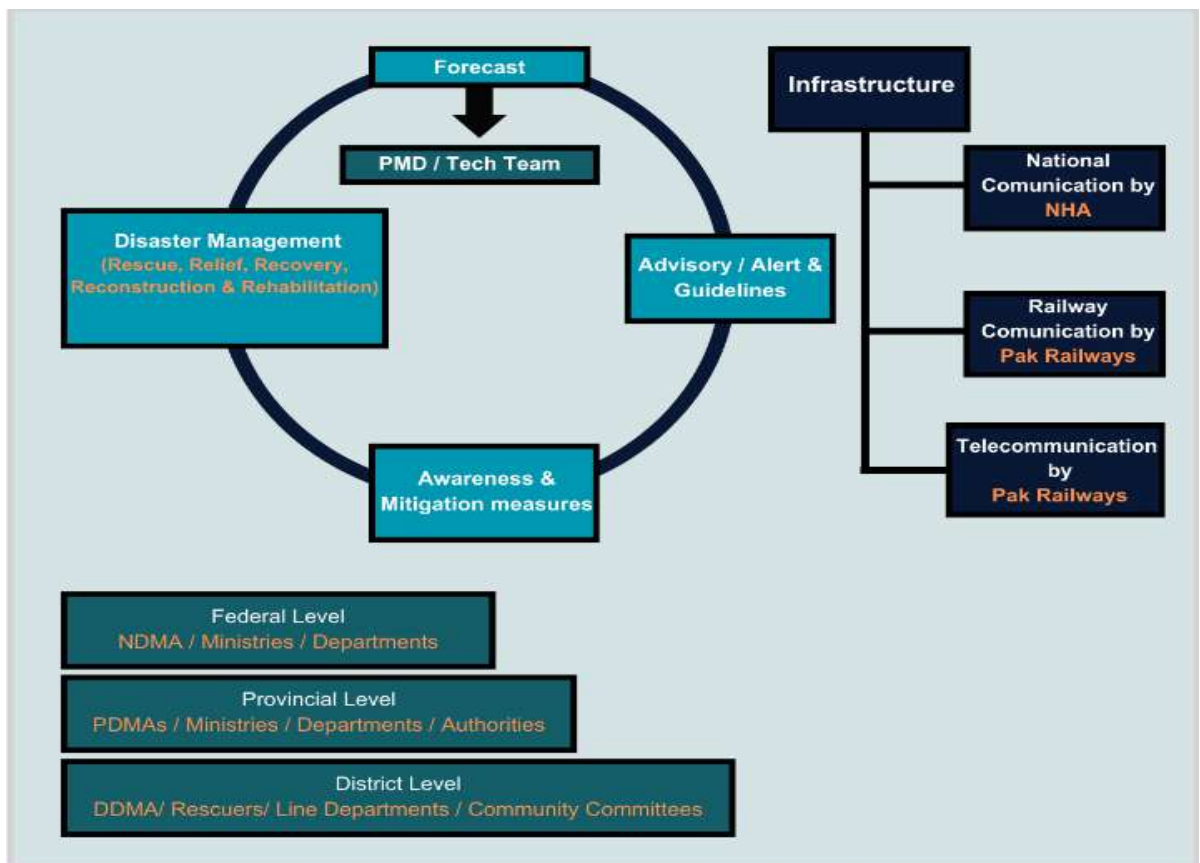 Forecast
PMD / Tech Team
Disaster Management
(Rescue, Relief, Recovery,
Reconstruction & Rehabilitation)
Advisory / Alert &
Guidelines
Awareness &
Mitigation measures
Infrastructure
National
Comunication by
NHA
Railway
Comunication by
Pak Railways
Telecommunication
by
Pak Railways
Federal Level
NDMA / Ministries / Departments
Provincial Level
PDMAs / Ministries / Departments / Authorities
District Level
DDMA/ Rescuers/ Line Departments / Community Committees